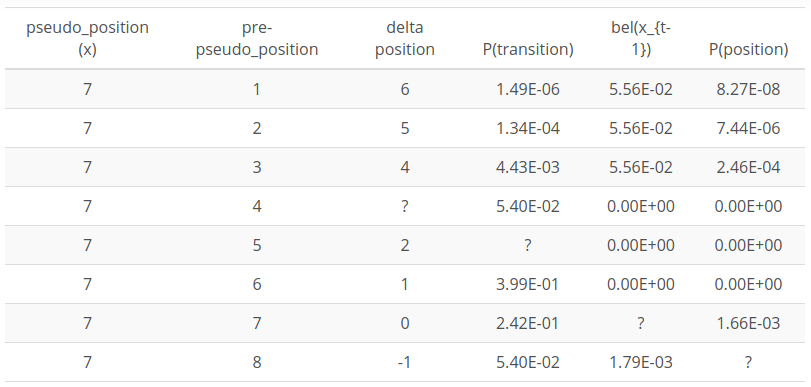 pseudo_position (x) pre-pseudo_position delta position P(transition) bel(x_{t-1}) P(position)
7 1 6 1.49E-06 5.56E-02 8.27E-08
7 2 5 1.34E-04 5.56E-02 7.44E-06
7 3 4 4.43E-03 5.56E-02 2.46E-04
7 4 ? 5.40E-02 0.00E+00 0.00E+00
7 5 2 ? 0.00E+00 0.00E+00
7 6 1 3.99E-01 0.00E+00 0.00E+00
7 7 0 2.42E-01 ? 1.66E-03
7 8 -1 5.40E-02 1.79E-03 ?